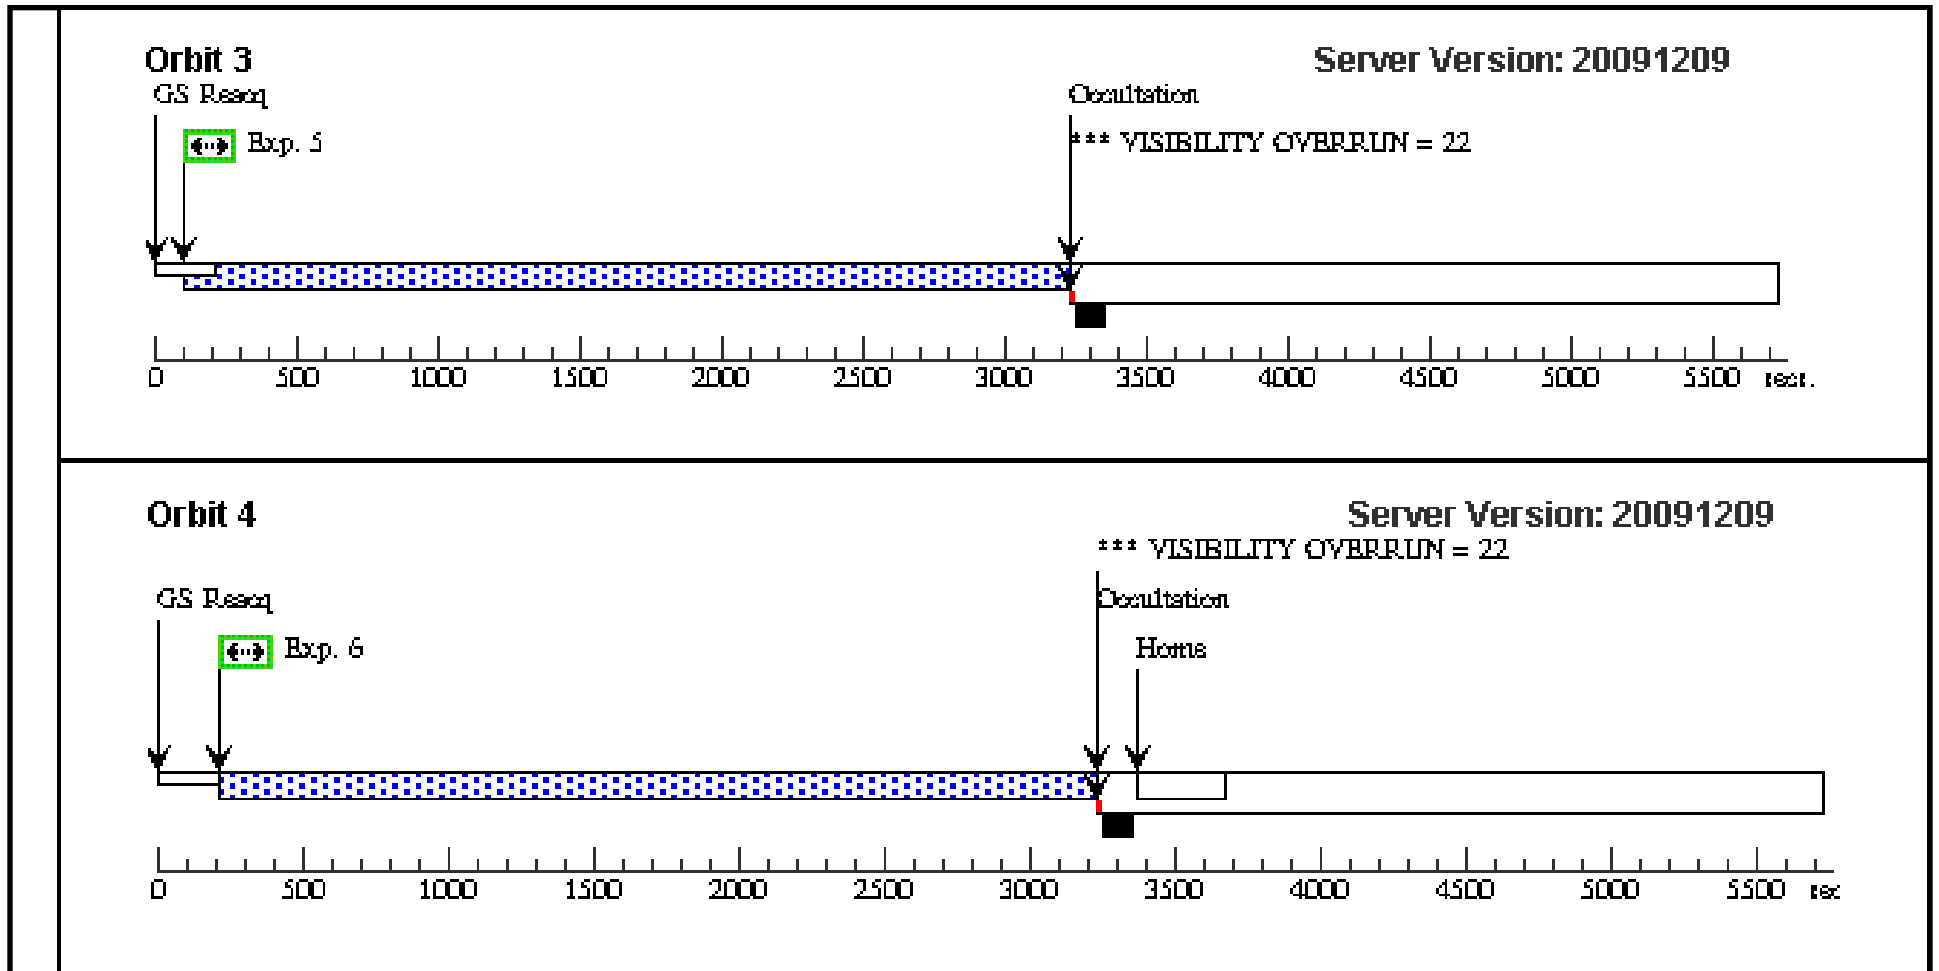 Orbit 3
Server Version: 20091209
GS Reacq
Occultation
Exp. 5
*** VISIBILITY OVERRUN = 22
0 500 1000 1500 2000 2500 3000 3500 4000 4500 5000 5500 secs.
Orbit 4
Server Version: 20091209
*** VISIBILITY OVERRUN = 22
GS Reacq
Occultation
Exp. 6
Home
0 500 1000 1500 2000 2500 3000 3500 4000 4500 5000 5500 sec